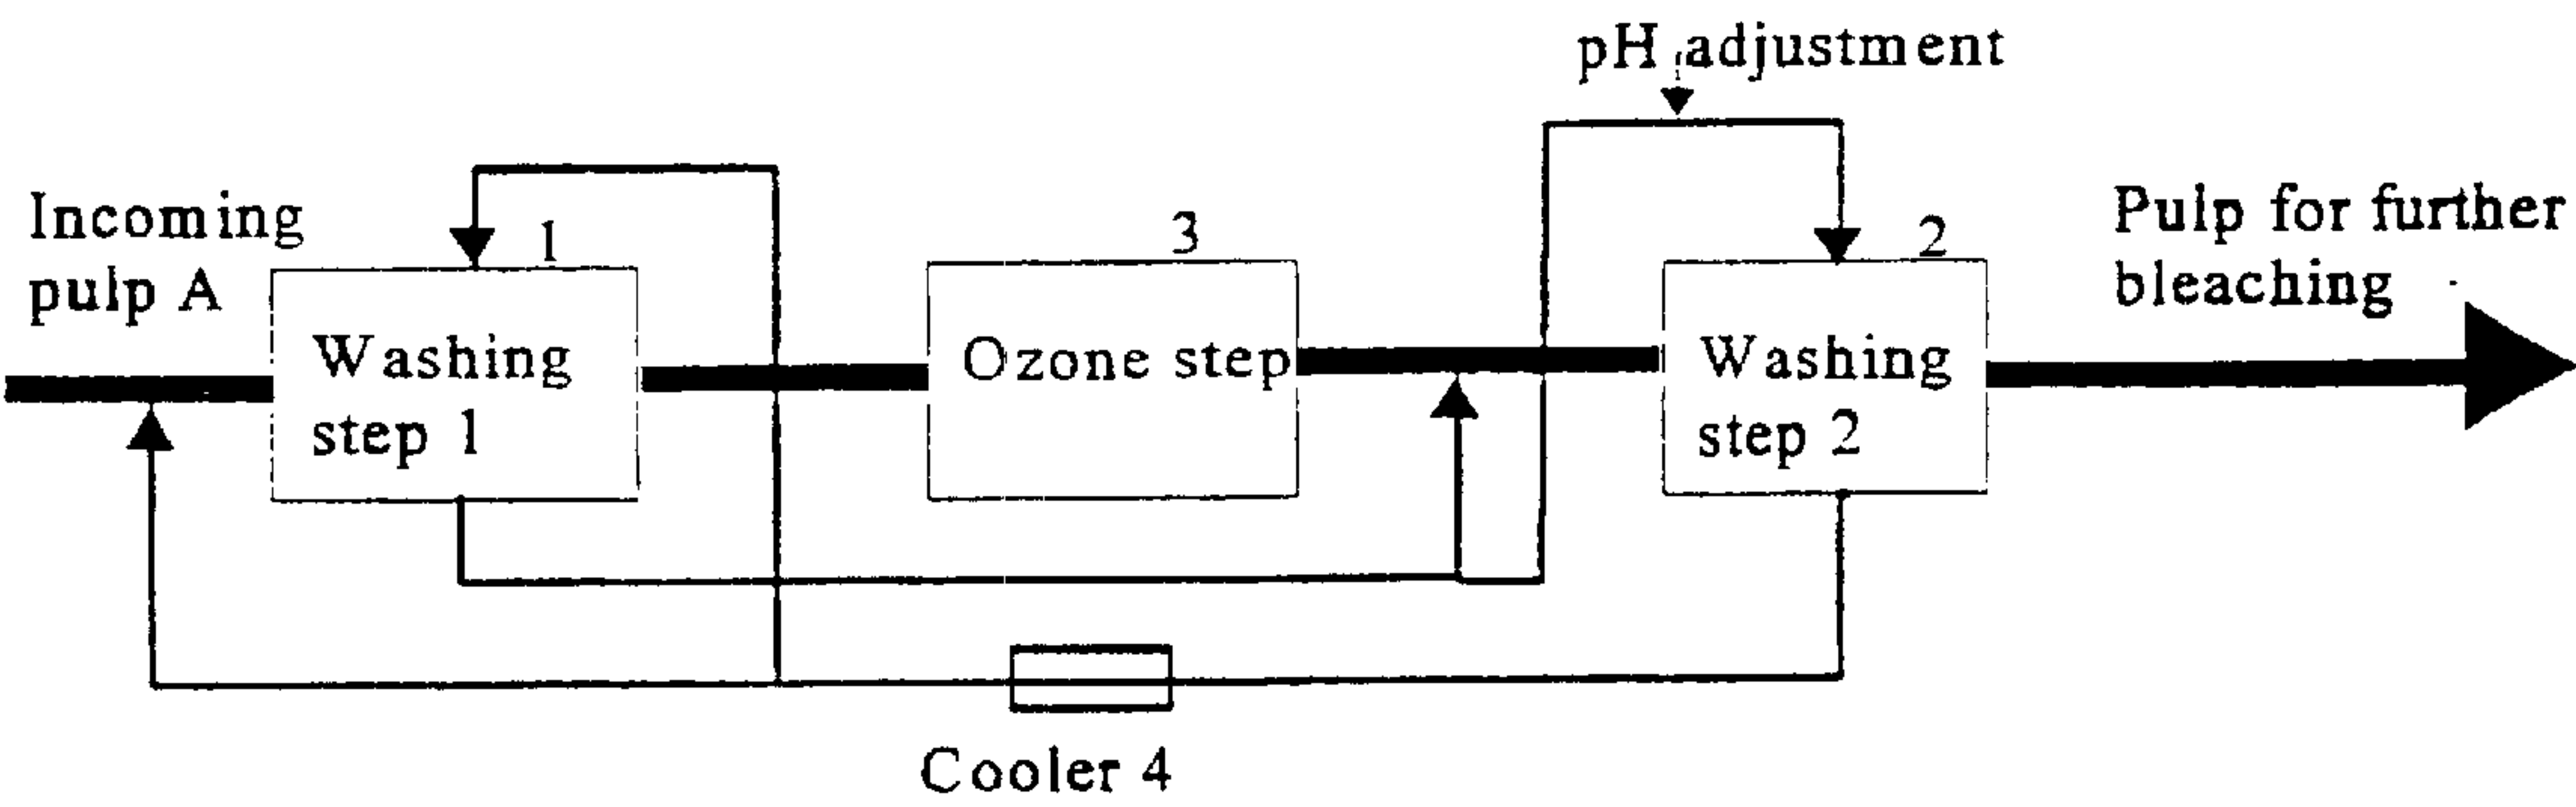 pH adjustment
Incoming
pulp A
1
Washing
step 1
3
Ozone step
2
Washing
step 2
Pulp for further
bleaching
Cooler 4